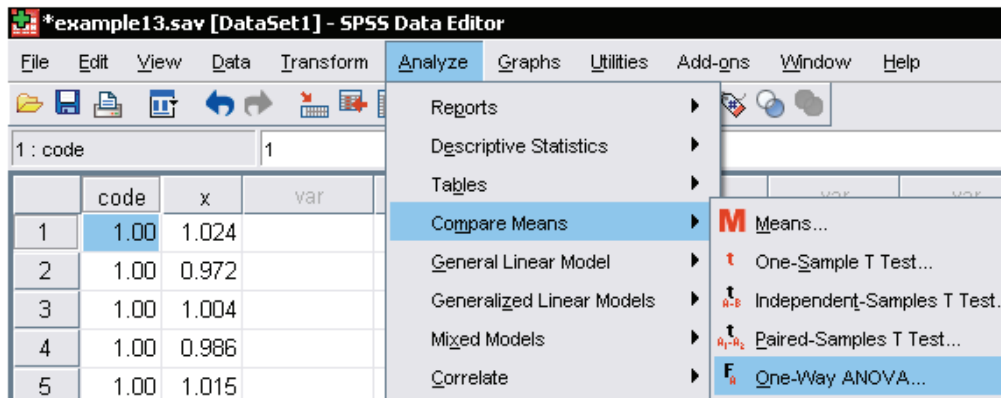 *example13.sav [DataSet1] - SPSS Data Editor
File Edit View Data Transform Analyze Graphs Utilities Add-ons Window Help
1 : code 1
code x var var var
1 1.00 1.024
2 1.00 0.972
3 1.00 1.004
4 1.00 0.986
5 1.00 1.015
Reports
Descriptive Statistics
Tables
Compare Means
General Linear Model
Generalized Linear Models
Mixed Models
Correlate
M Means...
t One-Sample T Test...
t A-B Independent-Samples T Test.
t A1-A2 Paired-Samples T Test...
F A One-Way ANOVA...